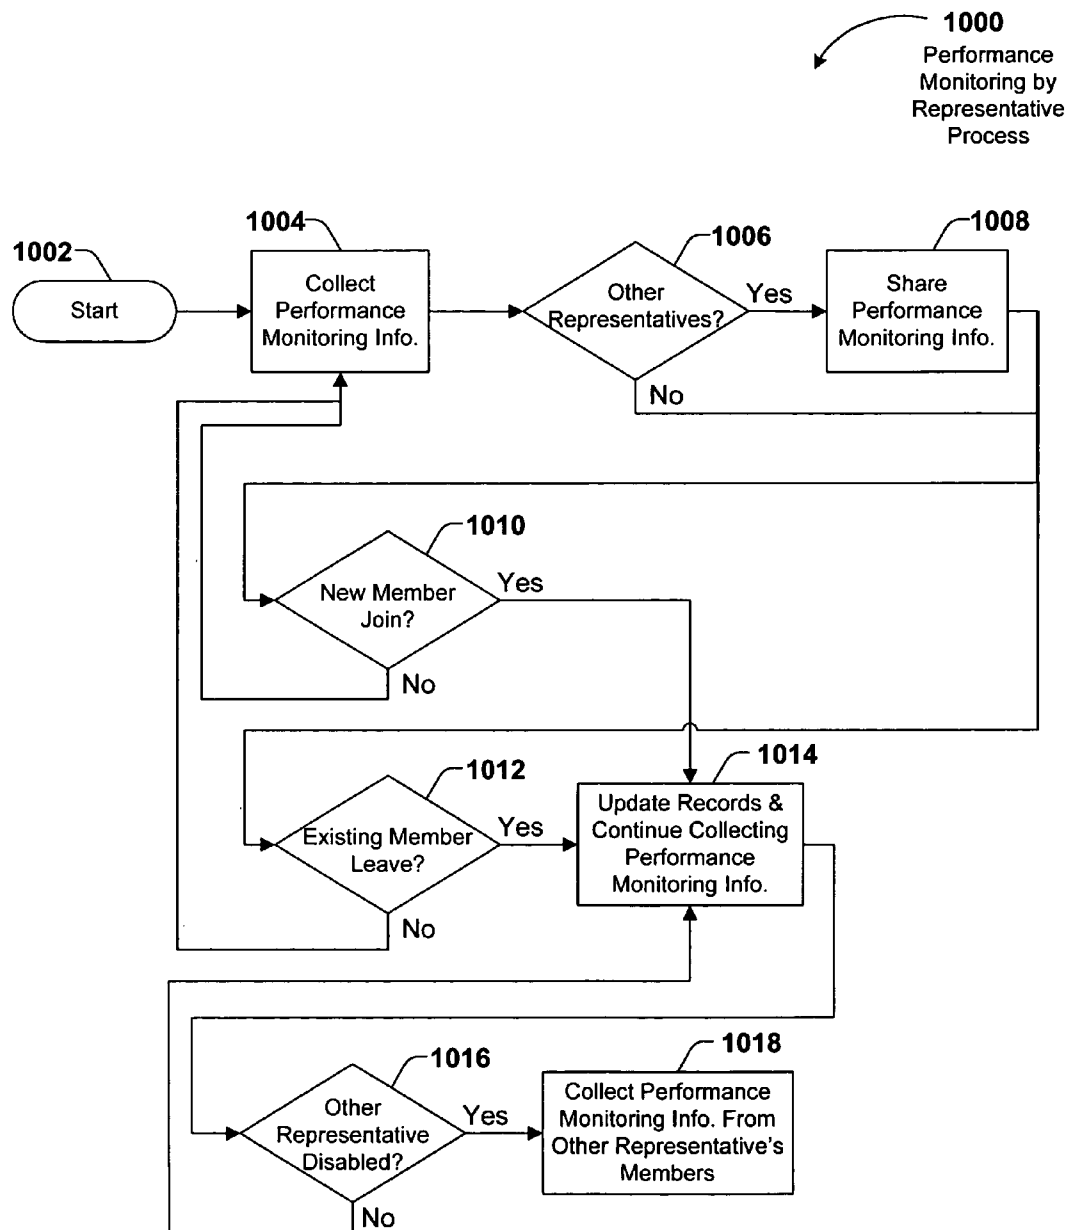 1000
Performance
Monitoring by
Representative
Process
1002
Start
1004
Collect
Performance
Monitoring Info.
1006
Other
Representatives?
Yes
No
1008
Share
Performance
Monitoring Info.
1010
New Member
Join?
Yes
No
1012
Existing Member
Leave?
Yes
No
1014
Update Records &
Continue Collecting
Performance
Monitoring Info.
1016
Other
Representative
Disabled?
Yes
No
1018
Collect Performance
Monitoring Info. From
Other Representative's
Members